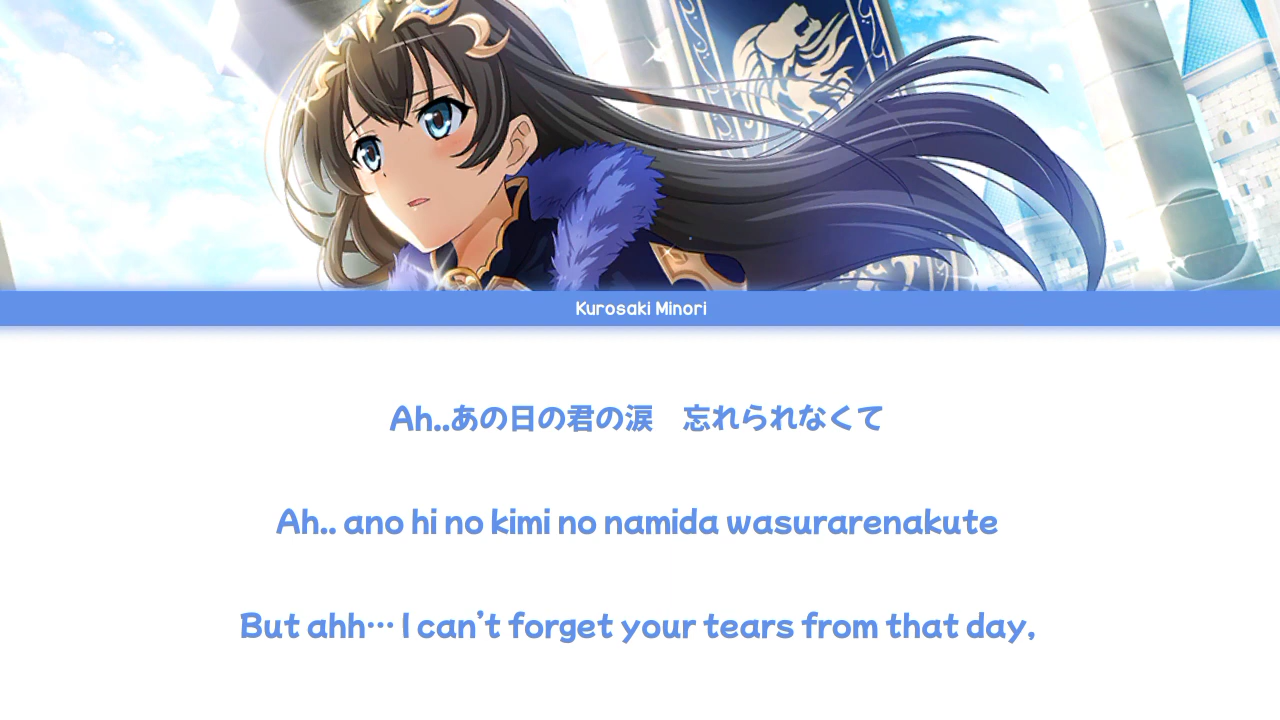 Kurosaki Minori
Ah..あの日の君の涙　忘れられなくて
Ah.. ano hi no kimi no namida wasurarenakute
But ahh… I can't forget your tears from that day,